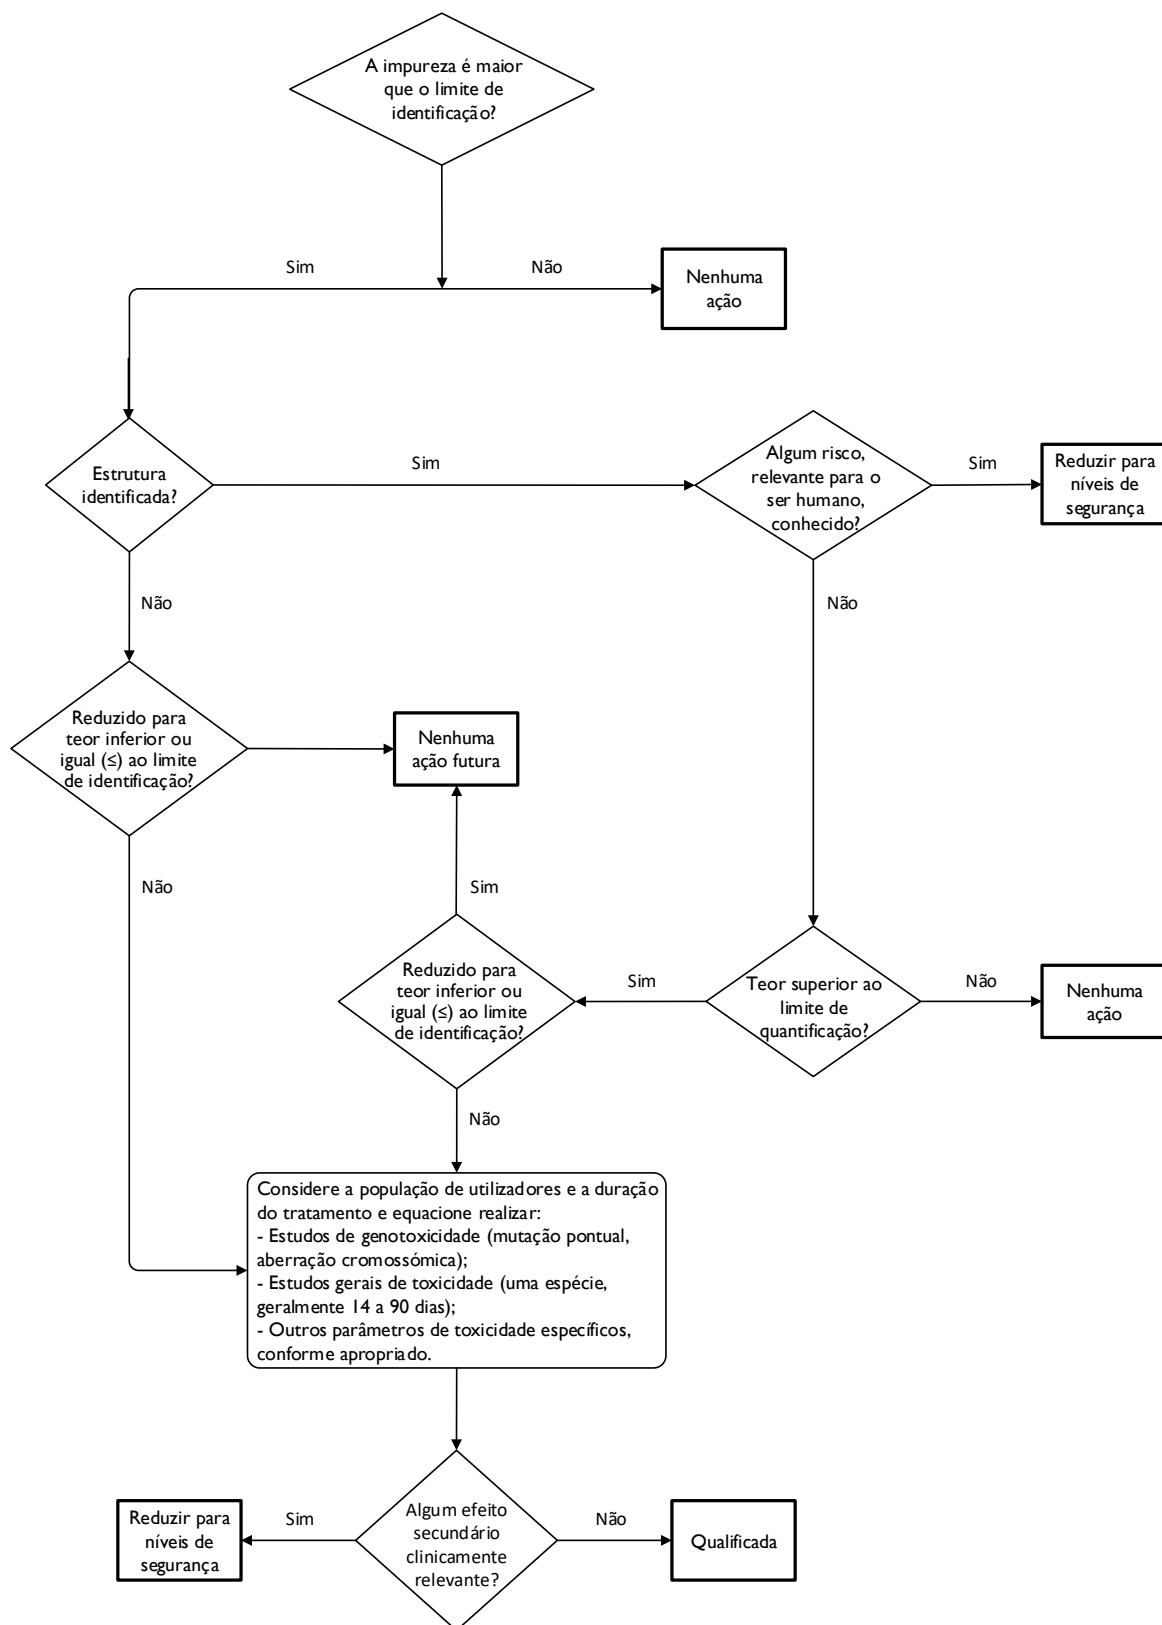 A impureza é maior
que o limite de
identificação?
Sim
Não
Nenhuma
ação
Estrutura
identificada?
Sim
Algum risco,
relevante para o
ser humano,
conhecido?
Sim
Reduzir para
níveis de
segurança
Não
Não
Reduzido para
teor inferior ou
igual (≤) ao limite
de identificação?
Nenhuma
ação futura
Não
Sim
Reduzido para
teor inferior ou
igual (≤) ao limite
de identificação?
Sim
Teor superior ao
limite de
quantificação?
Não
Nenhuma
ação
Não
Considere a população de utilizadores e a duração
do tratamento e equacione realizar:
- Estudos de genotoxicidade (mutação pontual,
aberração cromossómica);
- Estudos gerais de toxicidade (uma espécie,
geralmente 14 a 90 dias);
- Outros parâmetros de toxicidade específicos,
conforme apropriado.
Reduzir para
níveis de
segurança
Sim
Algum efeito
secundário
clinicamente
relevante?
Não
Qualificada